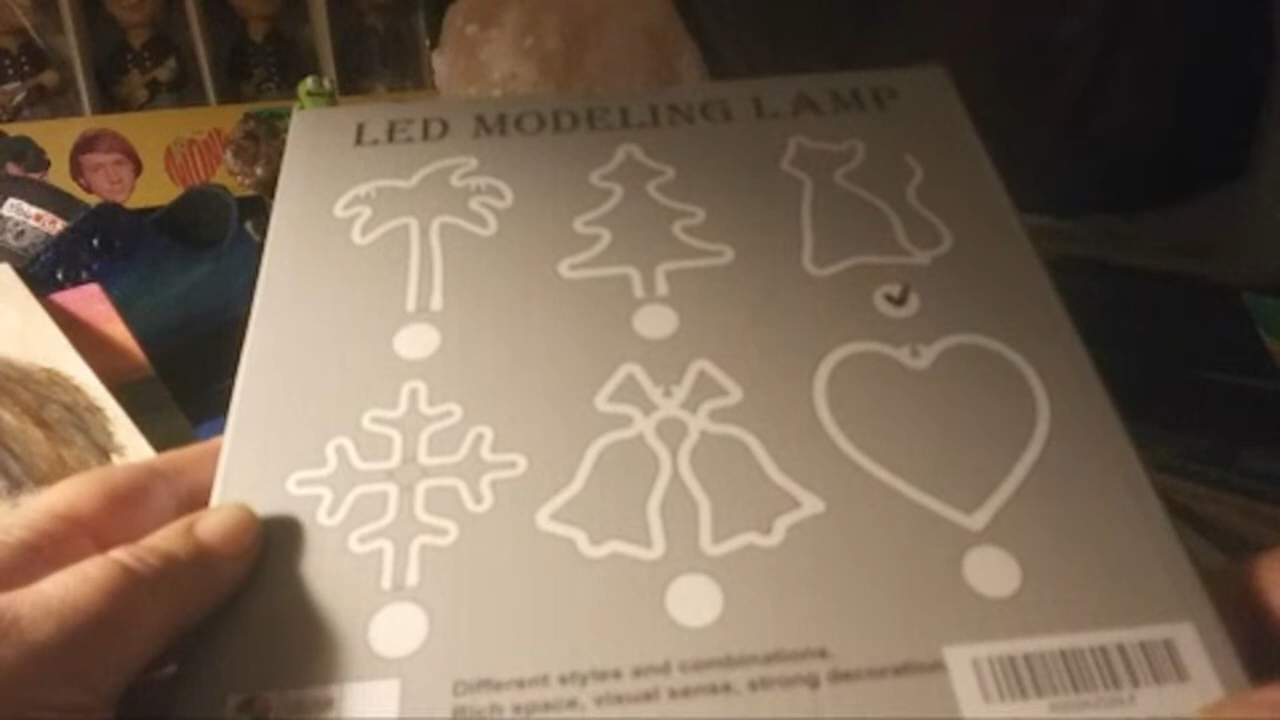 LED MODELING LAMP
Different styles and combinations.
Rich space, visual sense, strong decoration